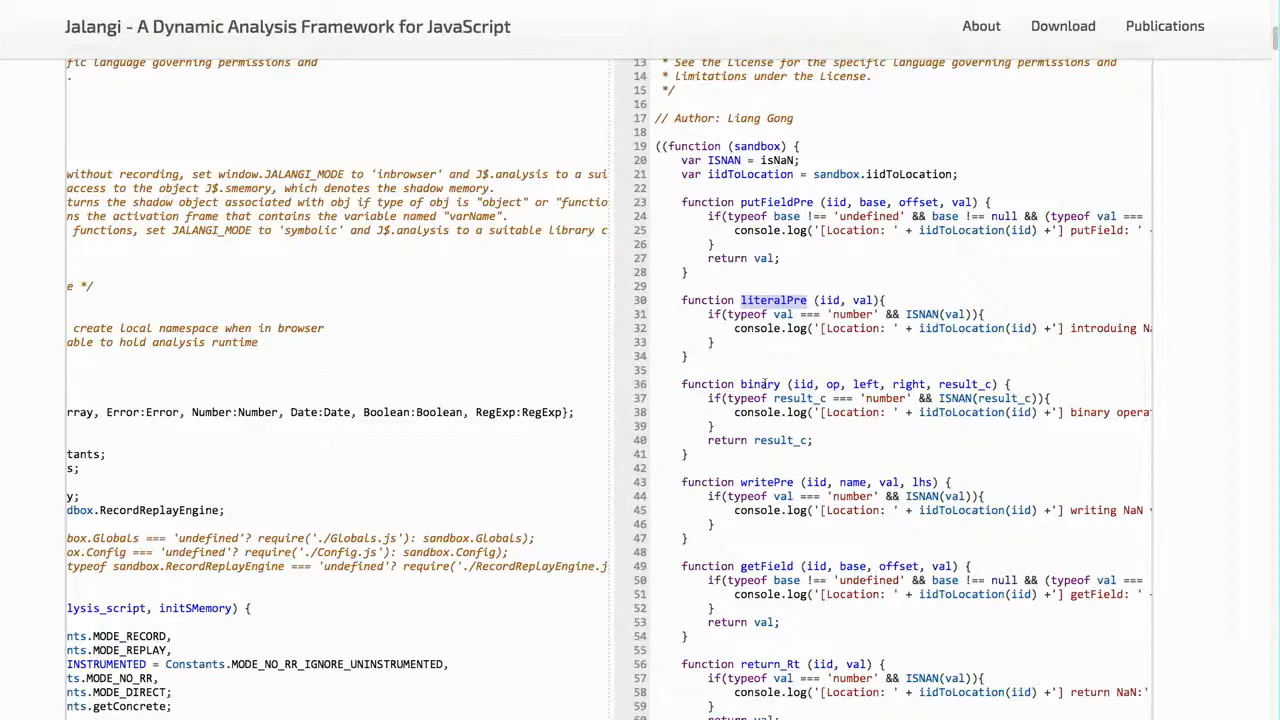 Jalangi - A Dynamic Analysis Framework for JavaScript
About Download Publications
fic language governing permissions and
.
without recording, set window.JALANGI_MODE to 'inbrowser' and J$.analysis to a sui
access to the object J$.smemory, which denotes the shadow memory.
turns the shadow object associated with obj if type of obj is "object" or "functio
ns the activation frame that contains the variable named "varName".
functions, set JALANGI_MODE to 'symbolic' and J$.analysis to a suitable library c
e */
create local namespace when in browser
able to hold analysis runtime
rray, Error:Error, Number:Number, Date:Date, Boolean:Boolean, RegExp:RegExp};
tants;
s;
y;
dbox.RecordReplayEngine;
box.Globals === 'undefined'? require('./Globals.js'): sandbox.Globals);
ox.Config === 'undefined'? require('./Config.js'): sandbox.Config);
typeof sandbox.RecordReplayEngine === 'undefined'? require('./RecordReplayEngine.j
lysis_script, initSMemory) {
nts.MODE_RECORD,
nts.MODE_REPLAY,
INSTRUMENTED = Constants.MODE_NO_RR_IGNORE_UNINSTRUMENTED,
ts.MODE_NO_RR,
nts.MODE_DIRECT;
nts.getConcrete;
13 * See the License for the specific language governing permissions and
14 * limitations under the License.
15 */
16
17 // Author: Liang Gong
18
19 ((function (sandbox) {
20 var ISNAN = isNaN;
21 var iidToLocation = sandbox.iidToLocation;
22
23 function putFieldPre (iid, base, offset, val) {
24 if(typeof base !== 'undefined' && base !== null && (typeof val ===
25 console.log('[Location: ' + iidToLocation(iid) +'] putField: ' +
26 }
27 return val;
28 }
29
30 function literalPre (iid, val){
31 if(typeof val === 'number' && ISNAN(val)){
32 console.log('[Location: ' + iidToLocation(iid) +'] introduing Na
33 }
34 }
35
36 function binary (iid, op, left, right, result_c) {
37 if(typeof result_c === 'number' && ISNAN(result_c)){
38 console.log('[Location: ' + iidToLocation(iid) +'] binary operat
39 }
40 return result_c;
41 }
42
43 function writePre (iid, name, val, lhs) {
44 if(typeof val === 'number' && ISNAN(val)){
45 console.log('[Location: ' + iidToLocation(iid) +'] writing NaN v
46 }
47 }
48
49 function getField (iid, base, offset, val) {
50 if(typeof base !== 'undefined' && base !== null && (typeof val ===
51 console.log('[Location: ' + iidToLocation(iid) +'] getField: ' +
52 }
53 return val;
54 }
55
56 function return_Rt (iid, val) {
57 if(typeof val === 'number' && ISNAN(val)){
58 console.log('[Location: ' + iidToLocation(iid) +'] return NaN:'
59 }
60 return val;